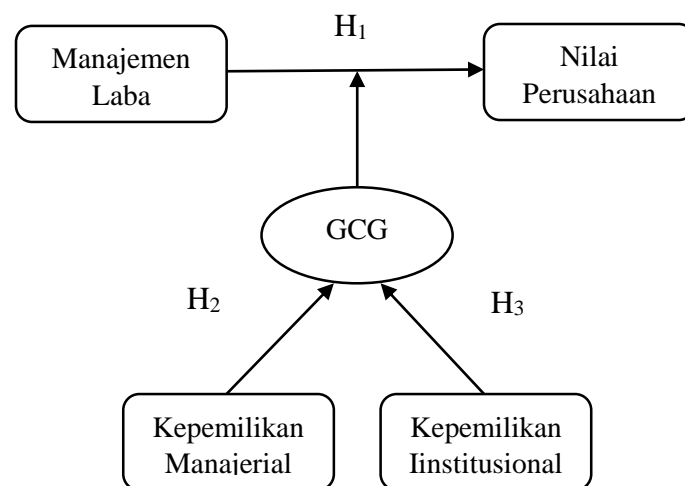 H₁
Manajemen
Laba
Nilai
Perusahaan
GCG
H₂
H₃
Kepemilikan
Manajerial
Kepemilikan
Iinstitusional